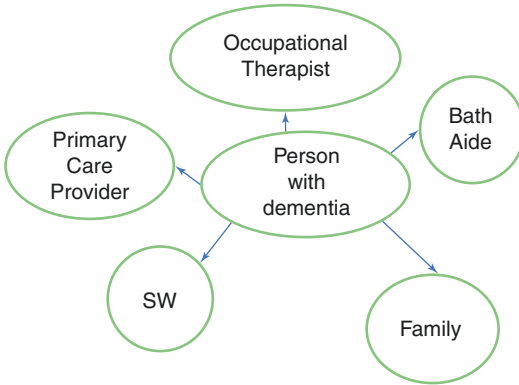 Occupational
Therapist
Bath
Aide
Primary
Care
Provider
Person
with
dementia
SW
Family